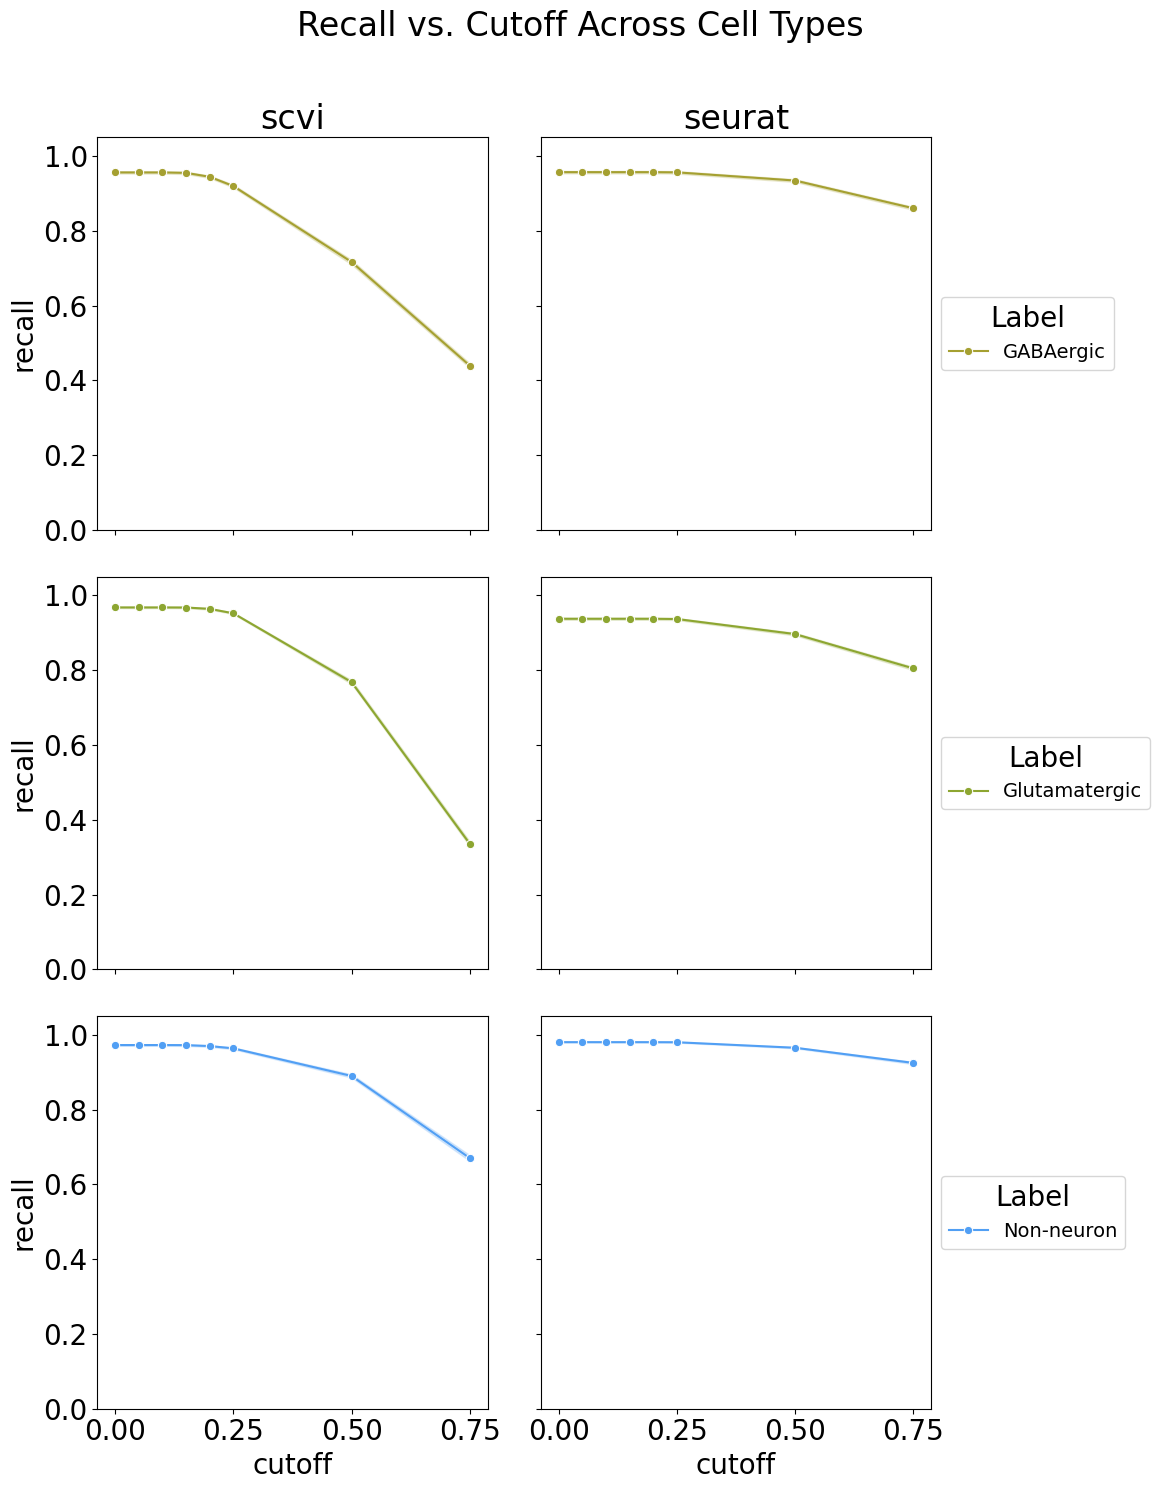 Recall vs. Cutoff Across Cell Types
scvi
seurat
1.0
0.8
0.6
0.4
0.2
0.0
recall
Label
GABAergic
1.0
0.8
0.6
0.4
0.2
0.0
recall
Label
Glutamatergic
1.0
0.8
0.6
0.4
0.2
0.0
recall
Label
Non-neuron
0.00 0.25 0.50 0.75
0.00 0.25 0.50 0.75
cutoff
cutoff